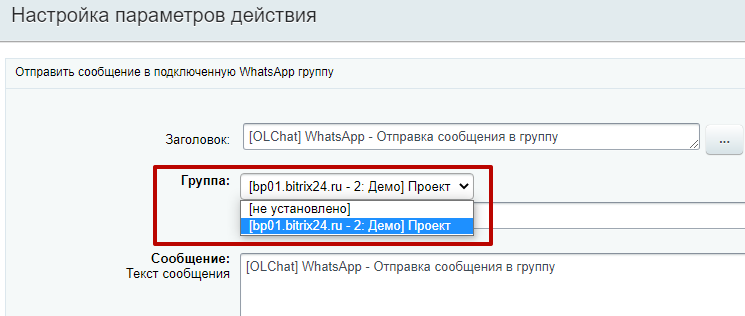 Настройка параметров действия
Отправить сообщение в подключенную WhatsApp группу
Заголовок: [OLChat] WhatsApp - Отправка сообщения в группу ...
Группа: [bp01.bitrix24.ru - 2: Демо] Проект
[не установлено]
[bp01.bitrix24.ru - 2: Демо] Проект
Сообщение: [OLChat] WhatsApp - Отправка сообщения в группу
Текст сообщения